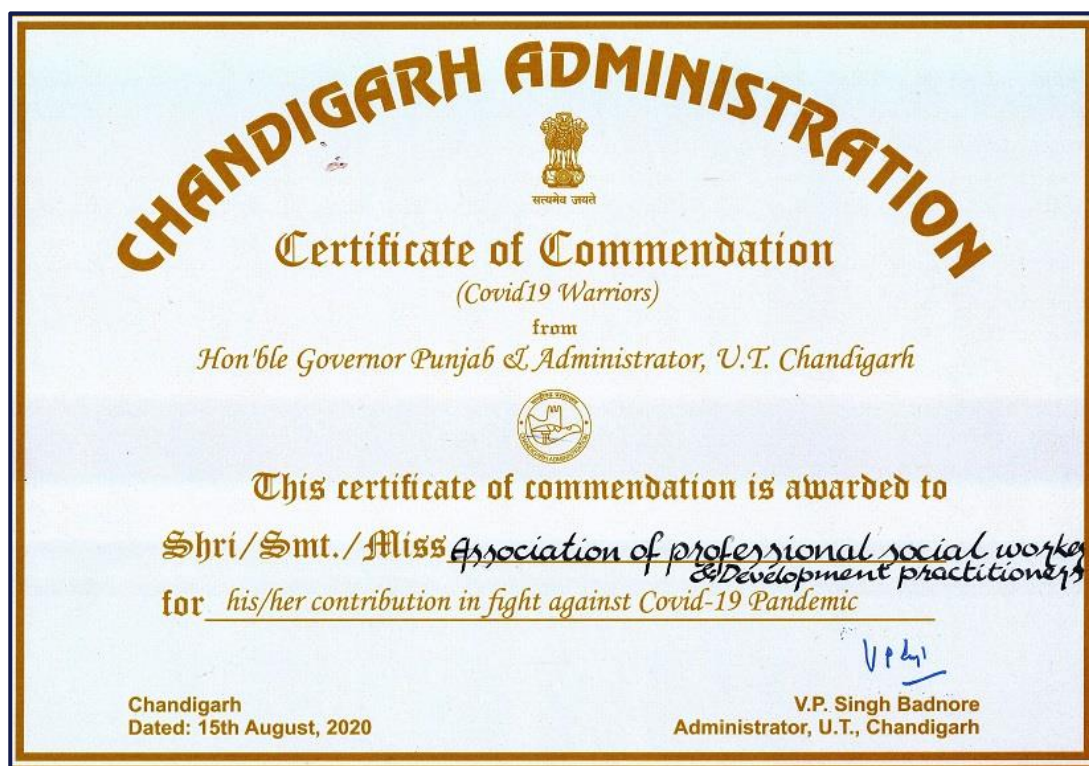 CHANDIGARH ADMINISTRATION
सत्यमेव जयते
Certificate of Commendation
(Covid19 Warriors)
from
Hon'ble Governor Punjab & Administrator, U.T. Chandigarh
CHANDIGARH ADMINISTRATION
This certificate of commendation is awarded to
Shri/Smt./Miss Association of professional social worker
& Development practitioners
for his/her contribution in fight against Covid-19 Pandemic
Chandigarh
Dated: 15th August, 2020
V.P. Singh Badnore
Administrator, U.T., Chandigarh